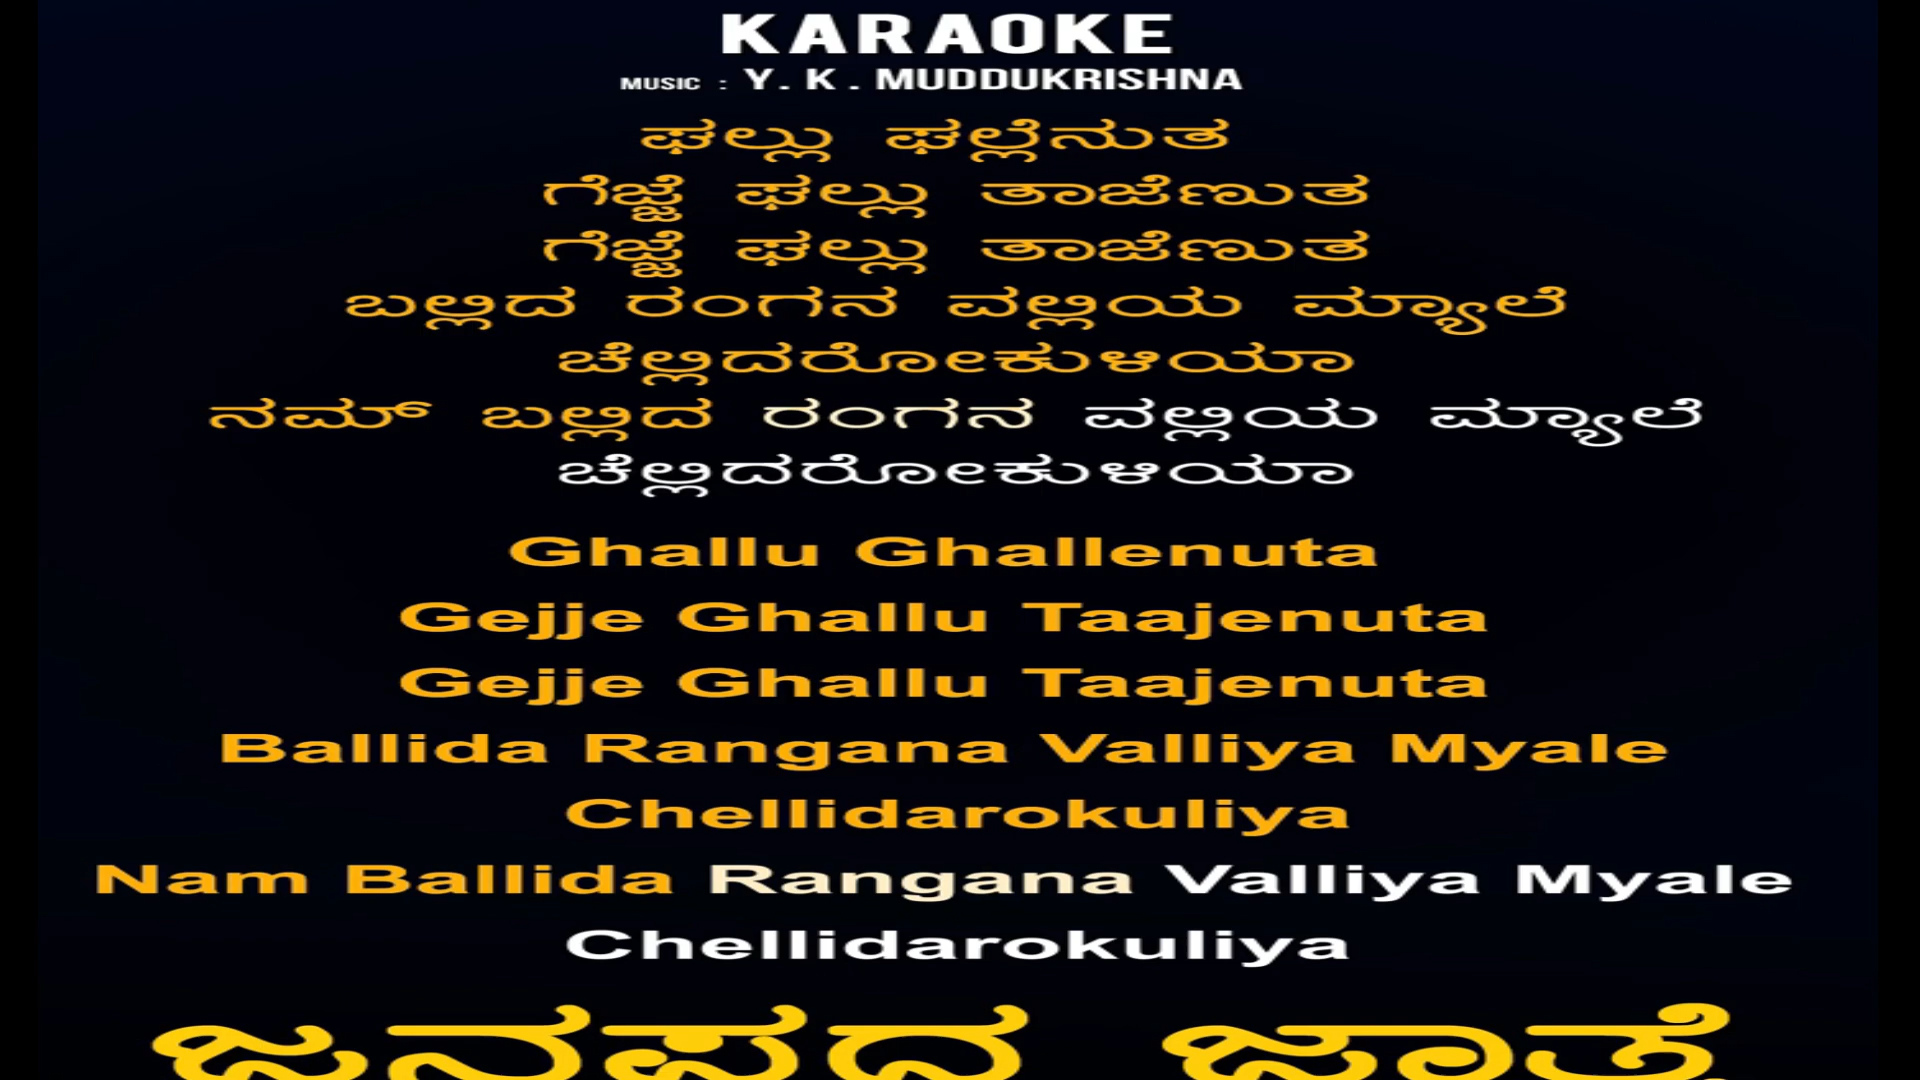 KARAOKE
MUSIC : Y. K. MUDDUKRISHNA
ಘಲ್ಲು ಘಲ್ಲೆನುತ
ಗೆಜ್ಜೆ ಘಲ್ಲು ತಾಜೆಣುತ
ಗೆಜ್ಜೆ ಘಲ್ಲು ತಾಜೆಣುತ
ಬಲ್ಲಿದ ರಂಗನ ವಲ್ಲಿಯ ಮ್ಯಾಲೆ
ಚೆಲ್ಲಿದರೋಕುಳಿಯಾ
ನಮ್ ಬಲ್ಲಿದ ರಂಗನ ವಲ್ಲಿಯ ಮ್ಯಾಲೆ
ಚೆಲ್ಲಿದರೋಕುಳಿಯಾ
Ghallu Ghallenuta
Gejje Ghallu Taajenuta
Gejje Ghallu Taajenuta
Ballida Rangana Valliya Myale
Chellidarokuliya
Nam Ballida Rangana Valliya Myale
Chellidarokuliya
ಜನಪದ